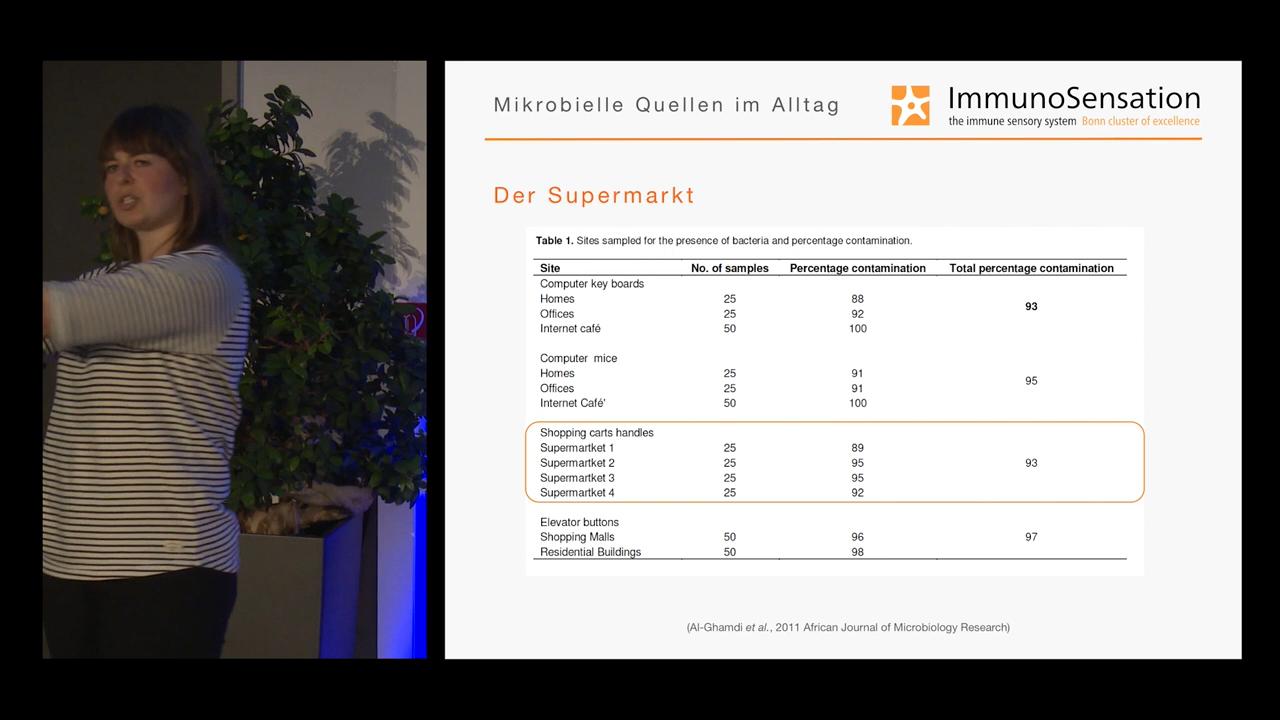 Mikrobielle Quellen im Alltag
ImmunoSensation
the immune sensory system Bonn cluster of excellence
Der Supermarkt
Table 1. Sites sampled for the presence of bacteria and percentage contamination.
Site No. of samples Percentage contamination Total percentage contamination
Computer key boards
Homes 25 88
93
Offices 25 92
Internet café 50 100
Computer mice
Homes 25 91
95
Offices 25 91
Internet Café' 50 100
Shopping carts handles
Supermartket 1 25 89
Supermartket 2 25 95 93
Supermartket 3 25 95
Supermartket 4 25 92
Elevator buttons
Shopping Malls 50 96 97
Residential Buildings 50 98
(Al-Ghamdi et al., 2011 African Journal of Microbiology Research)